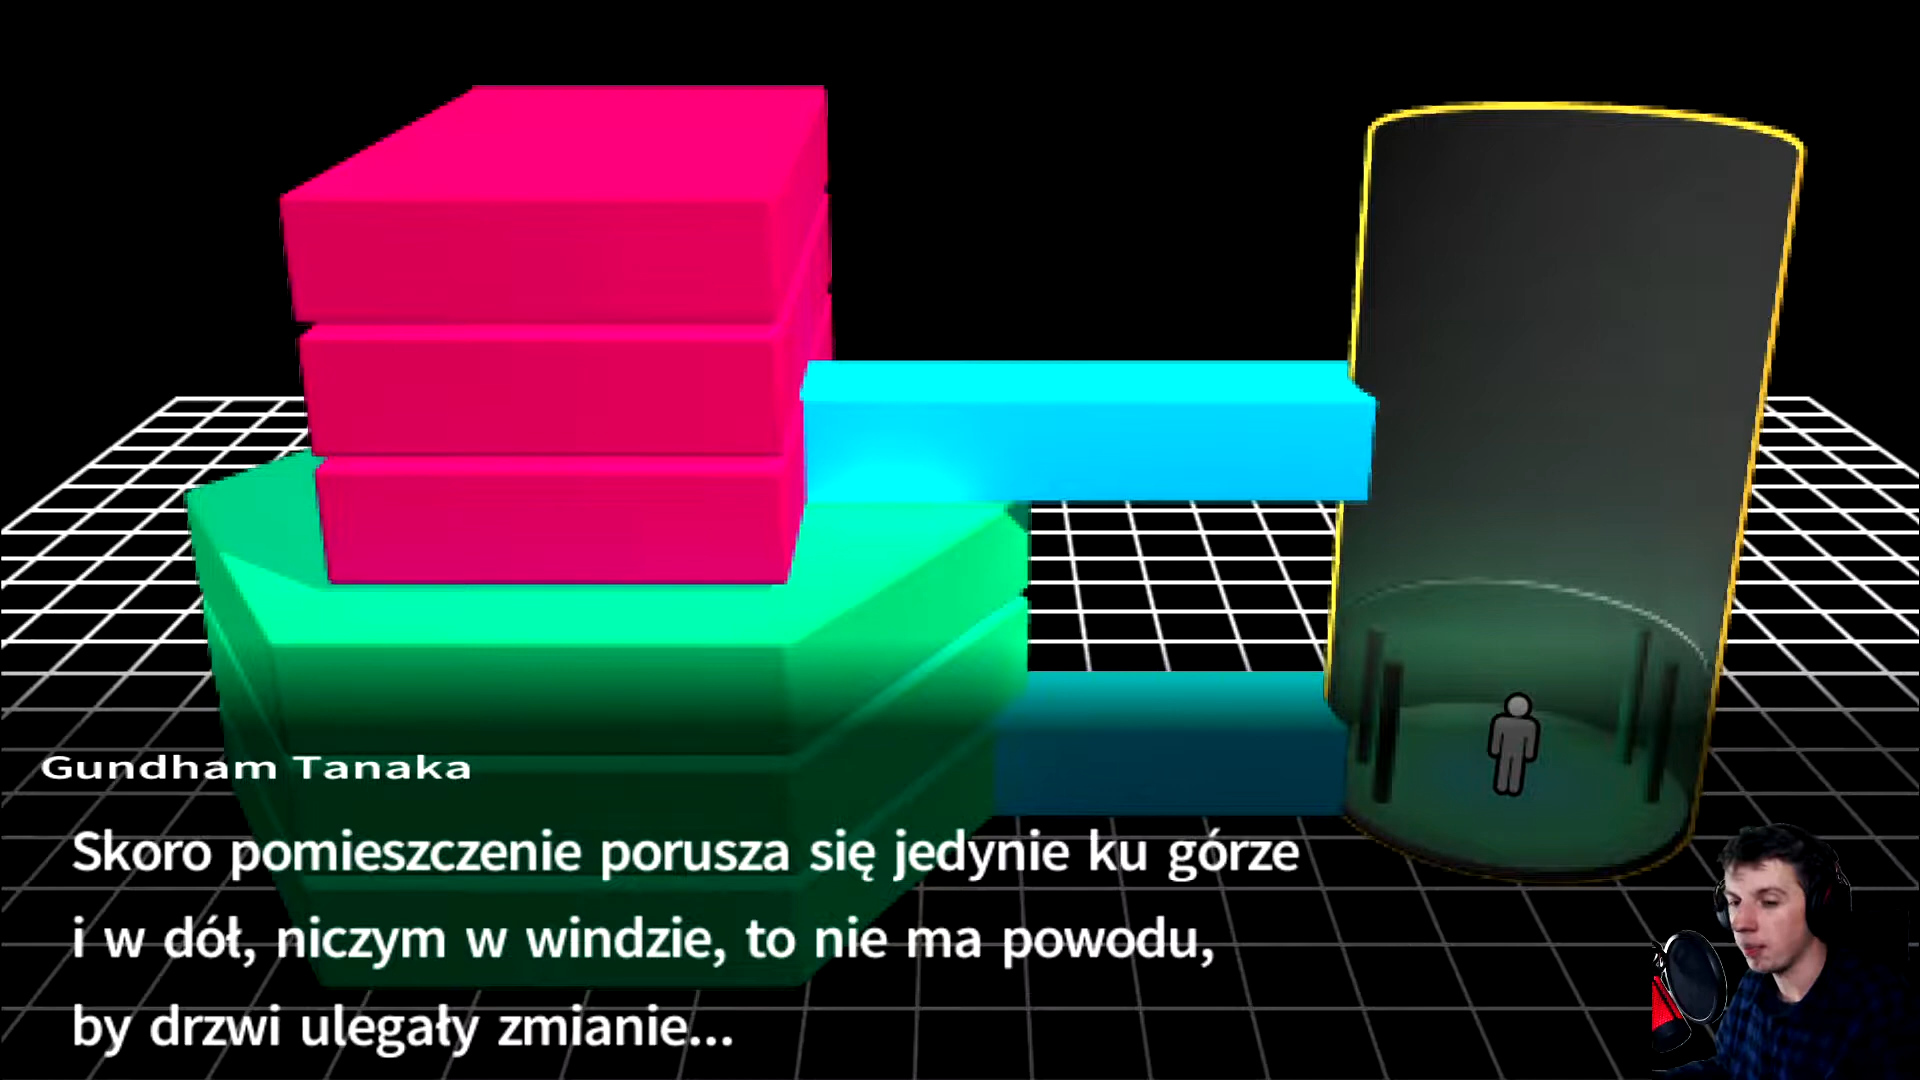 Gundham Tanaka
Skoro pomieszczenie porusza się jedynie ku górze
i w dół, niczym w windzie, to nie ma powodu,
by drzwi ulegały zmianie...